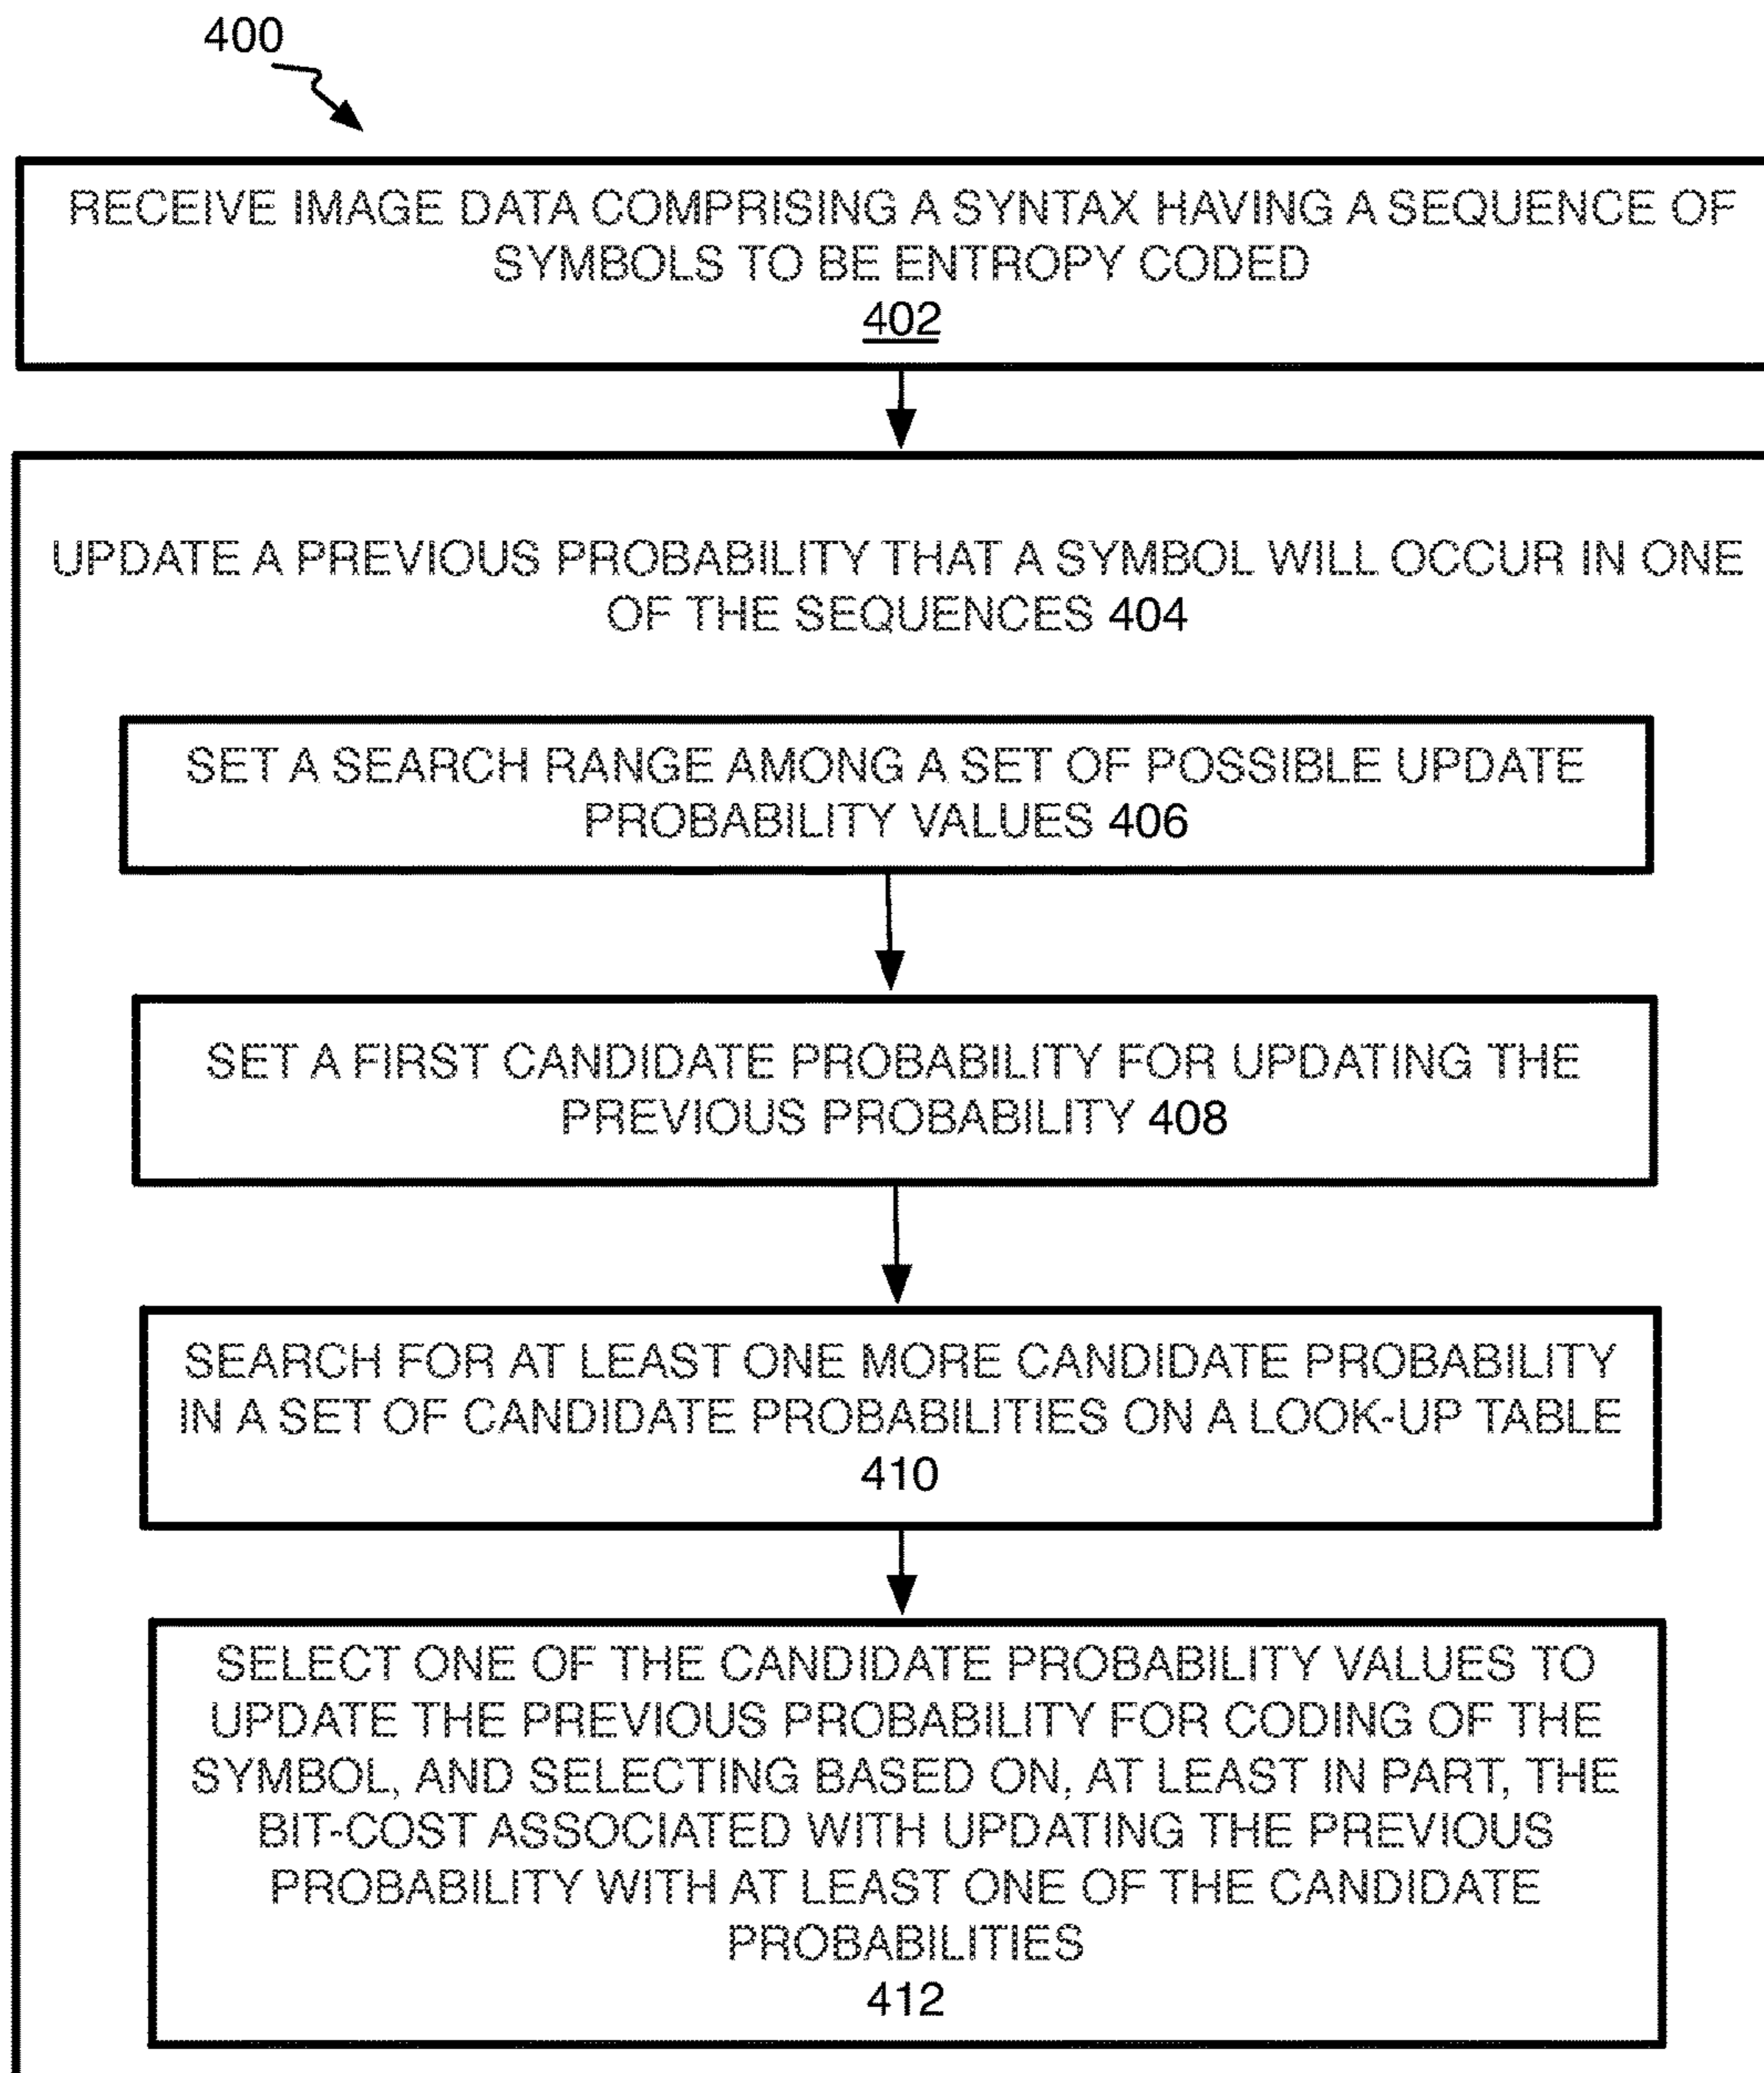 400
RECEIVE IMAGE DATA COMPRISING A SYNTAX HAVING A SEQUENCE OF
SYMBOLS TO BE ENTROPY CODED
402
UPDATE A PREVIOUS PROBABILITY THAT A SYMBOL WILL OCCUR IN ONE
OF THE SEQUENCES 404
SET A SEARCH RANGE AMONG A SET OF POSSIBLE UPDATE
PROBABILITY VALUES 406
SET A FIRST CANDIDATE PROBABILITY FOR UPDATING THE
PREVIOUS PROBABILITY 408
SEARCH FOR AT LEAST ONE MORE CANDIDATE PROBABILITY
IN A SET OF CANDIDATE PROBABILITIES ON A LOOK-UP TABLE
410
SELECT ONE OF THE CANDIDATE PROBABILITY VALUES TO
UPDATE THE PREVIOUS PROBABILITY FOR CODING OF THE
SYMBOL, AND SELECTING BASED ON, AT LEAST IN PART, THE
BIT-COST ASSOCIATED WITH UPDATING THE PREVIOUS
PROBABILITY WITH AT LEAST ONE OF THE CANDIDATE
PROBABILITIES
412